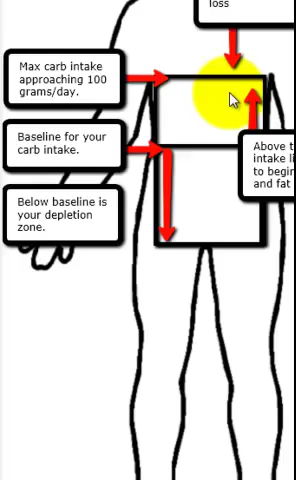 loss
Max carb intake
approaching 100
grams/day.
Baseline for your
carb intake.
Above t
intake li
to begin
and fat
Below baseline is
your depletion
zone.